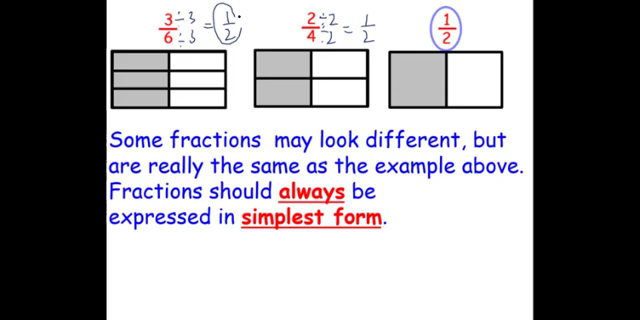 3/6 ÷3/÷3 = 1/2 2/4 ÷2/÷2 = 1/2 1/2
Some fractions may look different, but
are really the same as the example above.
Fractions should always be
expressed in simplest form.